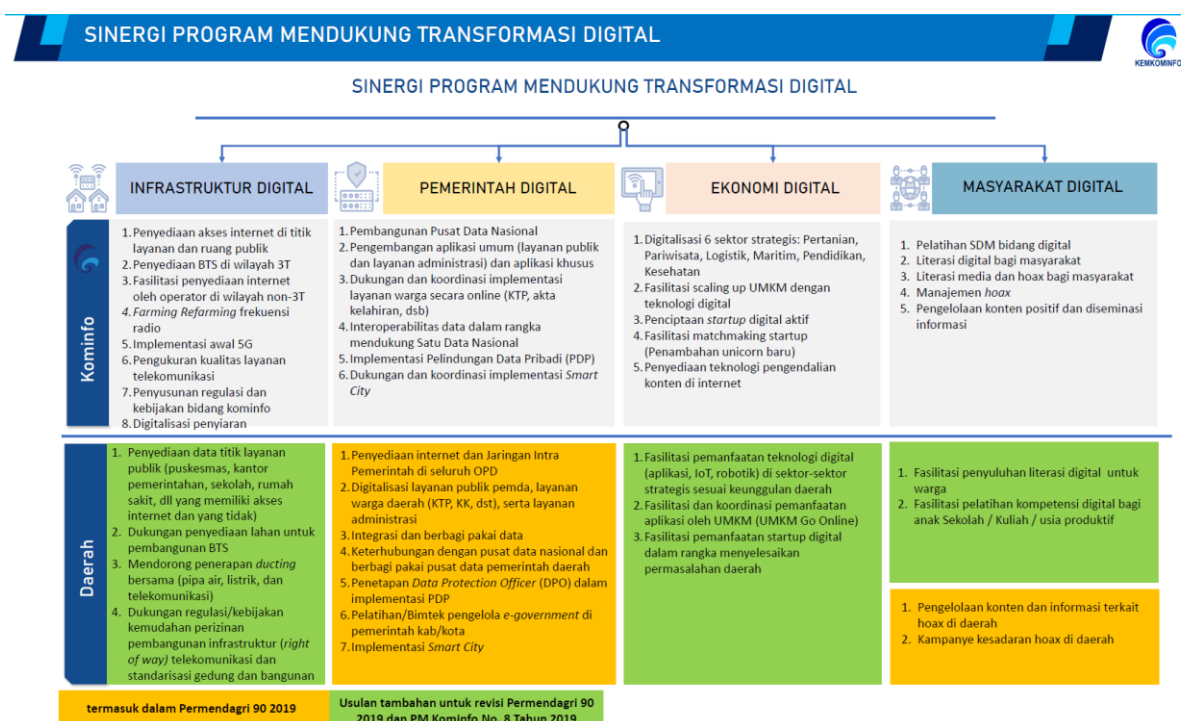 SINERGI PROGRAM MENDUKUNG TRANSFORMASI DIGITAL
KEMKOMINFO
SINERGI PROGRAM MENDUKUNG TRANSFORMASI DIGITAL
INFRASTRUKTUR DIGITAL
PEMERINTAH DIGITAL
EKONOMI DIGITAL
MASYARAKAT DIGITAL
Kominfo
1. Penyediaan akses internet di titik
layanan dan ruang publik
2. Penyediaan BTS di wilayah 3T
3. Fasilitasi penyediaan internet
oleh operator di wilayah non-3T
4. Farming Refarming frekuensi
radio
5. Implementasi awal 5G
6. Pengukuran kualitas layanan
telekomunikasi
7. Penyusunan regulasi dan
kebijakan bidang kominfo
8. Digitalisasi penyiaran
1. Pembangunan Pusat Data Nasional
2. Pengembangan aplikasi umum (layanan publik
dan layanan administrasi) dan aplikasi khusus
3. Dukungan dan koordinasi implementasi
layanan warga secara online (KTP, akta
kelahiran, dsb)
4. Interoperabilitas data dalam rangka
mendukung Satu Data Nasional
5. Implementasi Pelindungan Data Pribadi (PDP)
6. Dukungan dan koordinasi implementasi Smart
City
1. Digitalisasi 6 sektor strategis: Pertanian,
Pariwisata, Logistik, Maritim, Pendidikan,
Kesehatan
2. Fasilitasi scaling up UMKM dengan
teknologi digital
3. Penciptaan startup digital aktif
4. Fasilitasi matchmaking startup
(Penambahan unicorn baru)
5. Penyediaan teknologi pengendalian
konten di internet
1. Pelatihan SDM bidang digital
2. Literasi digital bagi masyarakat
3. Literasi media dan hoax bagi masyarakat
4. Manajemen hoax
5. Pengelolaan konten positif dan diseminasi
informasi
Daerah
1. Penyediaan data titik layanan
publik (puskesmas, kantor
pemerintahan, sekolah, rumah
sakit, dll yang memiliki akses
internet dan yang tidak)
2. Dukungan penyediaan lahan untuk
pembangunan BTS
3. Mendorong penerapan ducting
bersama (pipa air, listrik, dan
telekomunikasi)
4. Dukungan regulasi/kebijakan
kemudahan perizinan
pembangunan infrastruktur (right
of way) telekomunikasi dan
standarisasi gedung dan bangunan
1. Penyediaan internet dan Jaringan Intra
Pemerintah di seluruh OPD
2. Digitalisasi layanan publik pemda, layanan
warga daerah (KTP, KK, dst), serta layanan
administrasi
3. Integrasi dan berbagi pakai data
4. Keterhubungan dengan pusat data nasional dan
berbagi pakai pusat data pemerintah daerah
5. Penetapan Data Protection Officer (DPO) dalam
implementasi PDP
6. Pelatihan/Bimtek pengelola e-government di
pemerintah kab/kota
7. Implementasi Smart City
1. Fasilitasi pemanfaatan teknologi digital
(aplikasi, IoT, robotik) di sektor-sektor
strategis sesuai keunggulan daerah
2. Fasilitasi dan koordinasi pemanfaatan
aplikasi oleh UMKM (UMKM Go Online)
3. Fasilitasi pemanfaatan startup digital
dalam rangka menyelesaikan
permasalahan daerah
1. Fasilitasi penyuluhan literasi digital untuk
warga
2. Fasilitasi pelatihan kompetensi digital bagi
anak Sekolah / Kuliah / usia produktif
1. Pengelolaan konten dan informasi terkait
hoax di daerah
2. Kampanye kesadaran hoax di daerah
termasuk dalam Permendagri 90 2019
Usulan tambahan untuk revisi Permendagri 90
2019 dan PM Kominfo No. 8 Tahun 2019